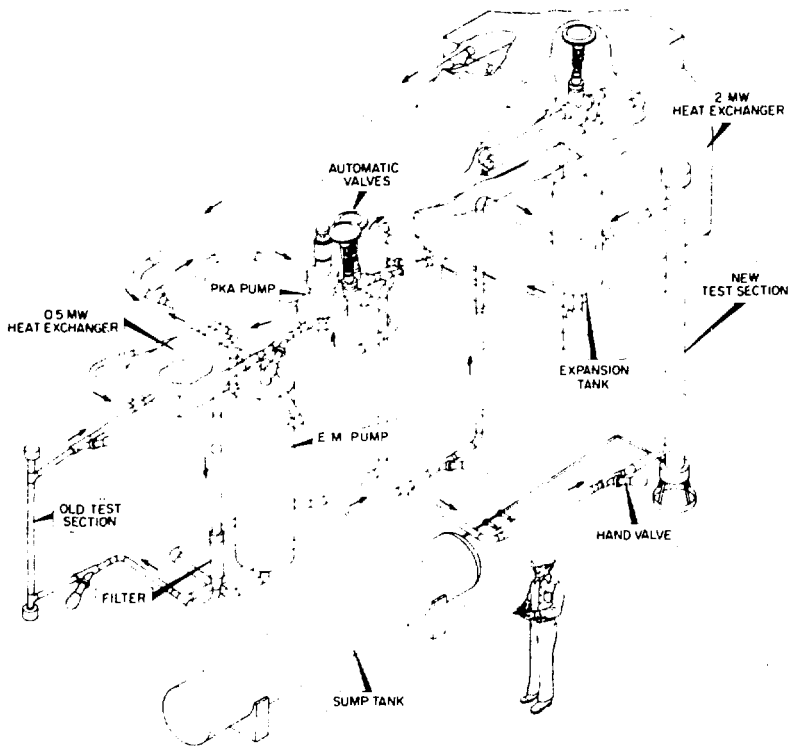 2 MW
HEAT EXCHANGER
AUTOMATIC
VALVES
PKA PUMP
NEW
TEST SECTION
0.5 MW
HEAT EXCHANGER
EXPANSION
TANK
E M PUMP
OLD TEST
SECTION
HAND VALVE
FILTER
SUMP TANK